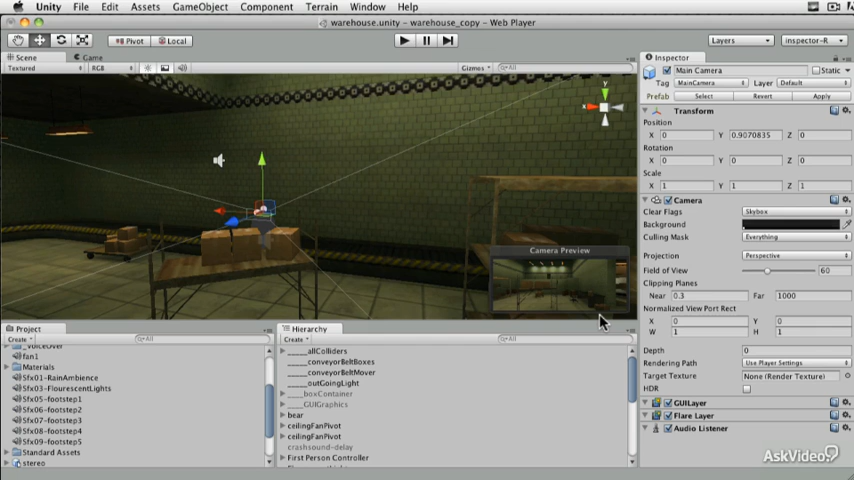 Unity File Edit Assets GameObject Component Terrain Window Help
warehouse.unity - warehouse_copy - Web Player
Pivot Local Layers inspector-R
Scene Game
Textured RGB Gizmos All
y
x
Camera Preview
Project
Create All
_VoiceOver
fan1
Materials
Sfx01-RainAmbience
Sfx03-FlourescentLights
Sfx05-footstep1
Sfx06-footstep2
Sfx07-footstep3
Sfx08-footstep4
Sfx09-footstep5
Standard Assets
stereo
Hierarchy
Create All
_____allColliders
_____conveyorBeltBoxes
_____conveyorBeltMover
_____outGoingLight
____boxContainer
____GUIGraphics
bear
ceilingFanPivot
ceilingFanPivot
crashsound-delay
First Person Controller
Inspector
Main Camera Static
Tag MainCamera Layer Default
Prefab Select Revert Apply
Transform
Position
X 0 Y 0.9070835 Z 0
Rotation
X 0 Y 0 Z 0
Scale
X 1 Y 1 Z 1
Camera
Clear Flags Skybox
Background
Culling Mask Everything
Projection Perspective
Field of View 60
Clipping Planes
Near 0.3 Far 1000
Normalized View Port Rect
X 0 Y 0
W 1 H 1
Depth 0
Rendering Path Use Player Settings
Target Texture None (Render Texture)
HDR
GUILayer
Flare Layer
Audio Listener
AskVideo